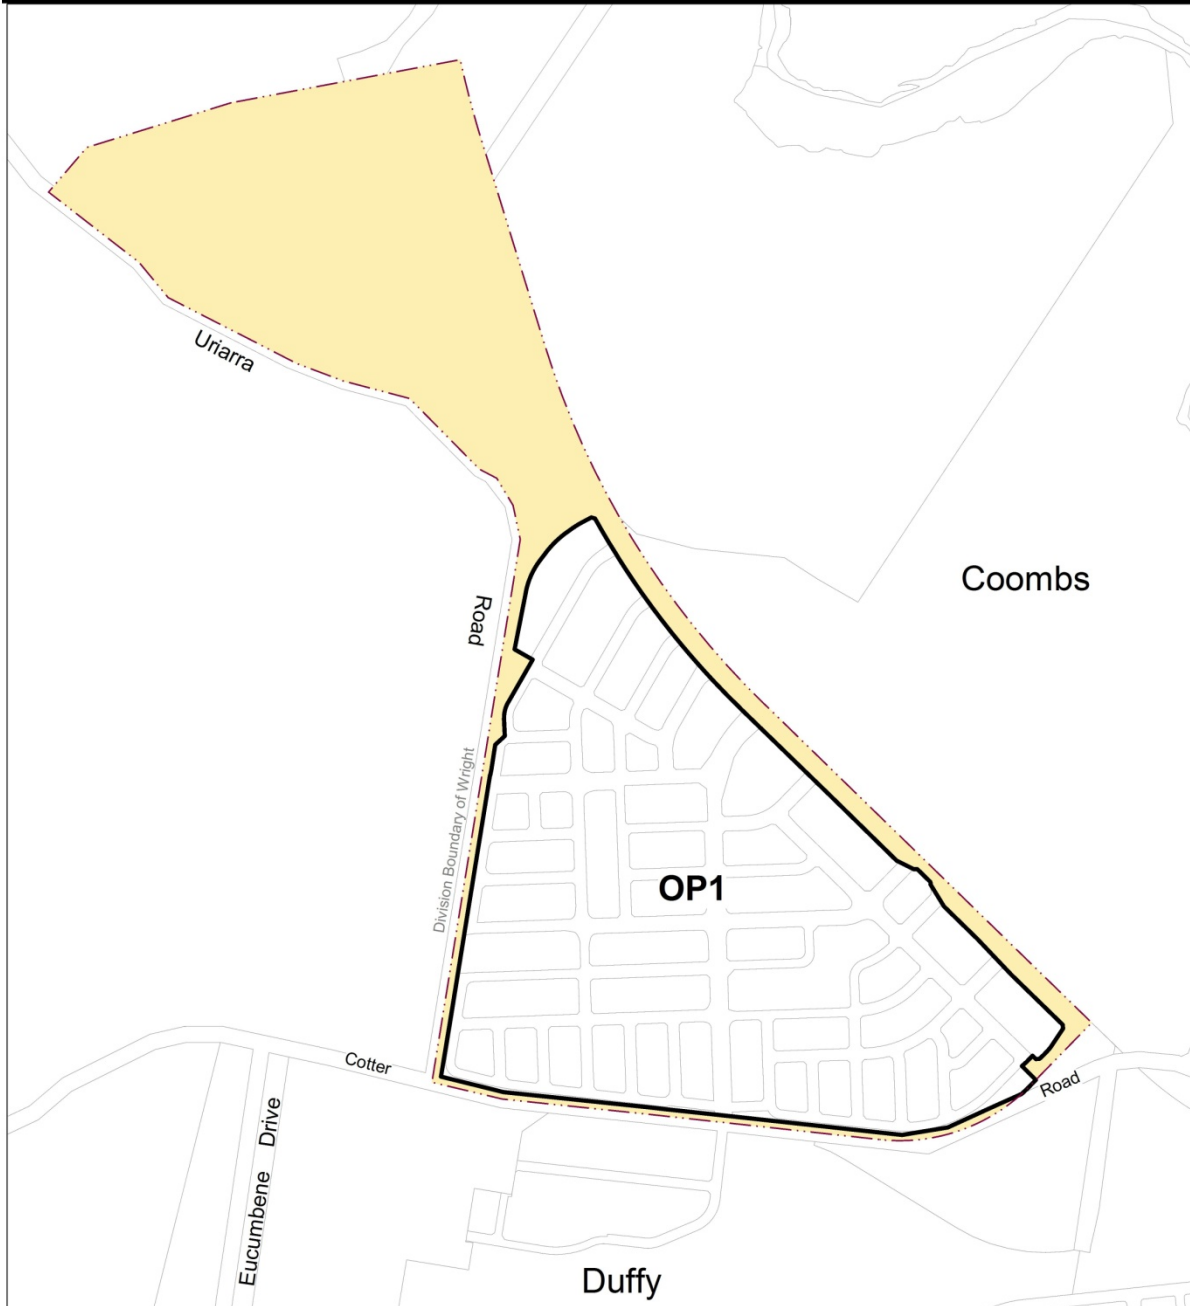 Uriarra
Coombs
Road
Division Boundary of Wright
OP1
Cotter
Road
Eucumbene Drive
Duffy